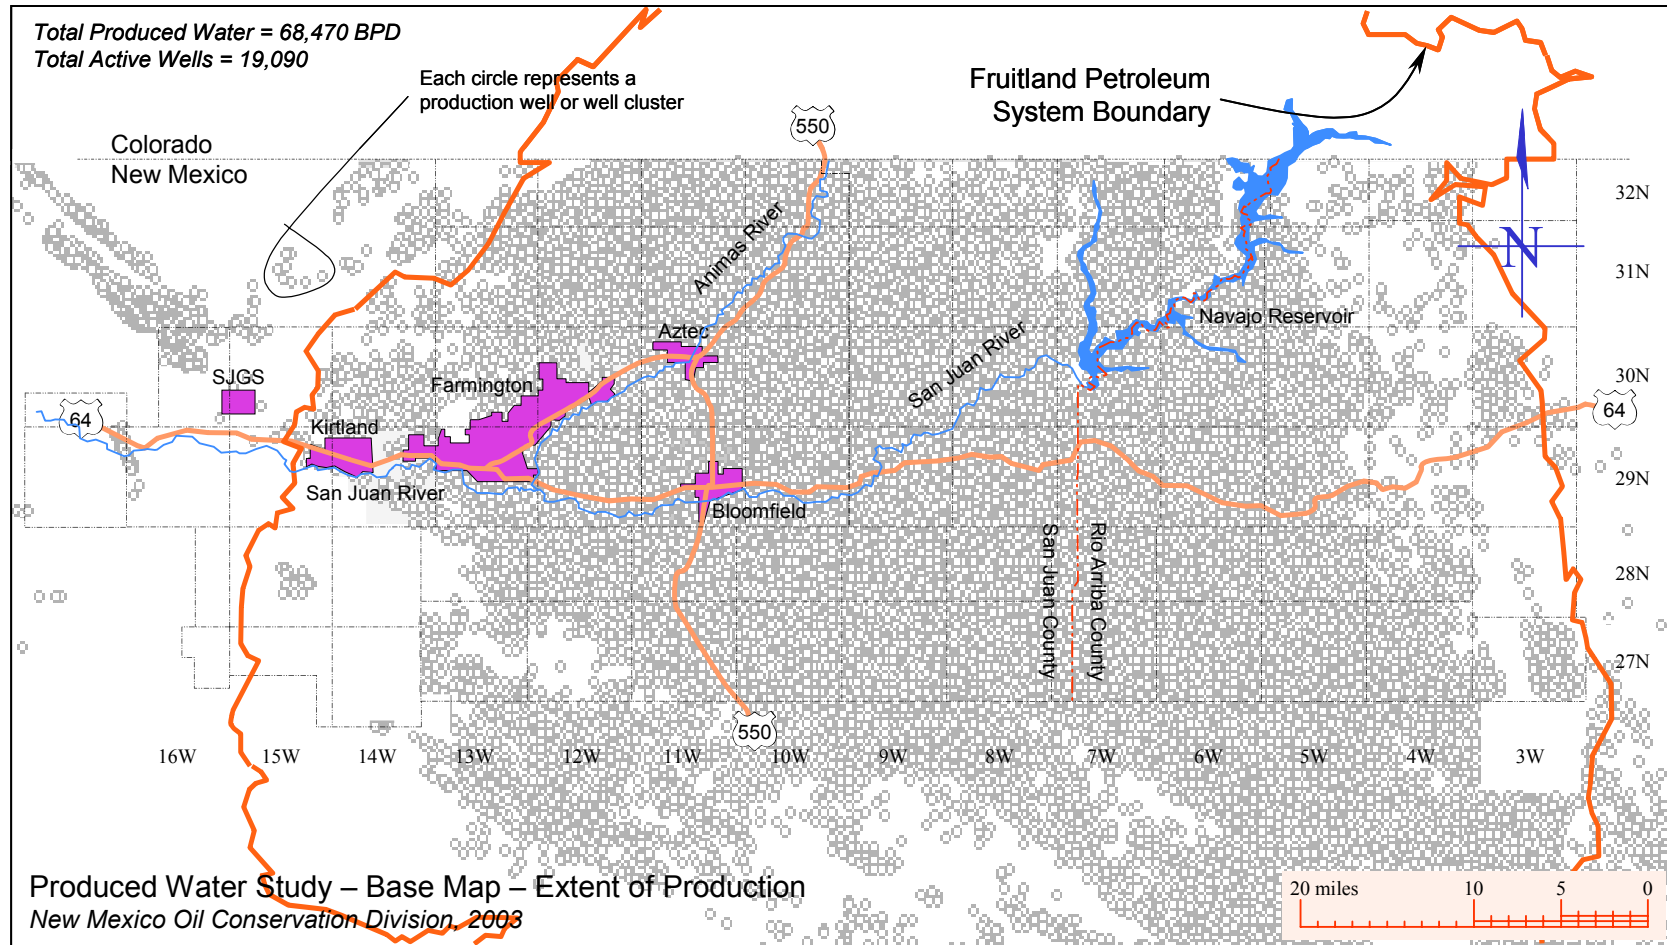 Total Produced Water = 68,470 BPD
Total Active Wells = 19,090
Each circle represents a
production well or well cluster
Fruitland Petroleum
System Boundary
Colorado
New Mexico
550
32N
Animas River
N
31N
Navajo Reservoir
Aztec
San Juan River
30N
SJGS
Farmington
64
64
Kirtland
29N
San Juan River
Bloomfield
San Juan County
Rio Arriba County
28N
27N
550
16W 15W 14W 13W 12W 11W 10W 9W 8W 7W 6W 5W 4W 3W
Produced Water Study – Base Map – Extent of Production
New Mexico Oil Conservation Division, 2003
20 miles 10 5 0